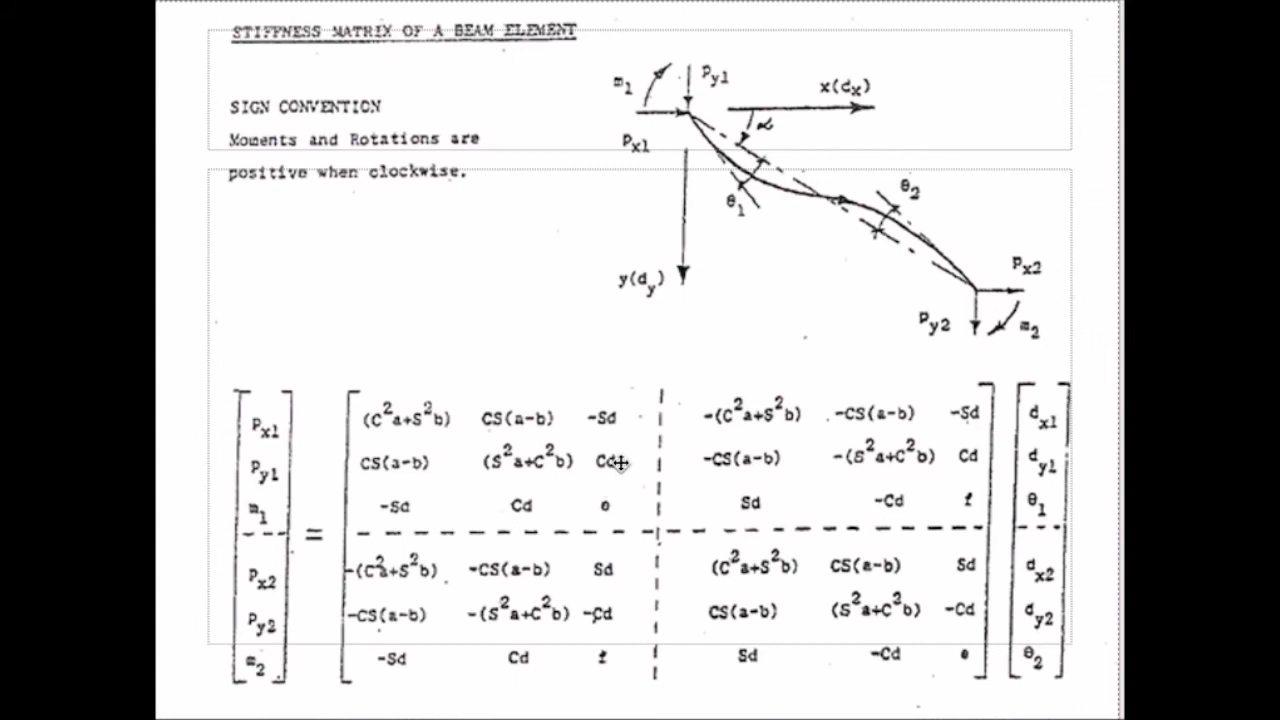 STIFFNESS MATRIX OF A BEAM ELEMENT
SIGN CONVENTION
Moments and Rotations are
positive when clockwise.
m1 Py1 x(dx)
Px1 α
θ1 θ2
y(dy) Px2
Py2 m2
Px1 (C²a+S²b) CS(a-b) -Sd -(C²a+S²b) -CS(a-b) -Sd dx1
Py1 CS(a-b) (S²a+C²b) Cd -CS(a-b) -(S²a+C²b) Cd dy1
m1 = -Sd Cd e Sd -Cd f θ1
Px2 -(C²a+S²b) -CS(a-b) Sd (C²a+S²b) CS(a-b) Sd dx2
Py2 -CS(a-b) -(S²a+C²b) -Cd CS(a-b) (S²a+C²b) -Cd dy2
m2 -Sd Cd f Sd -Cd e θ2